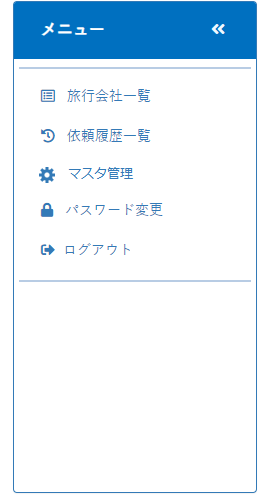 メニュー
旅行会社一覧
依頼履歴一覧
マスタ管理
パスワード変更
ログアウト